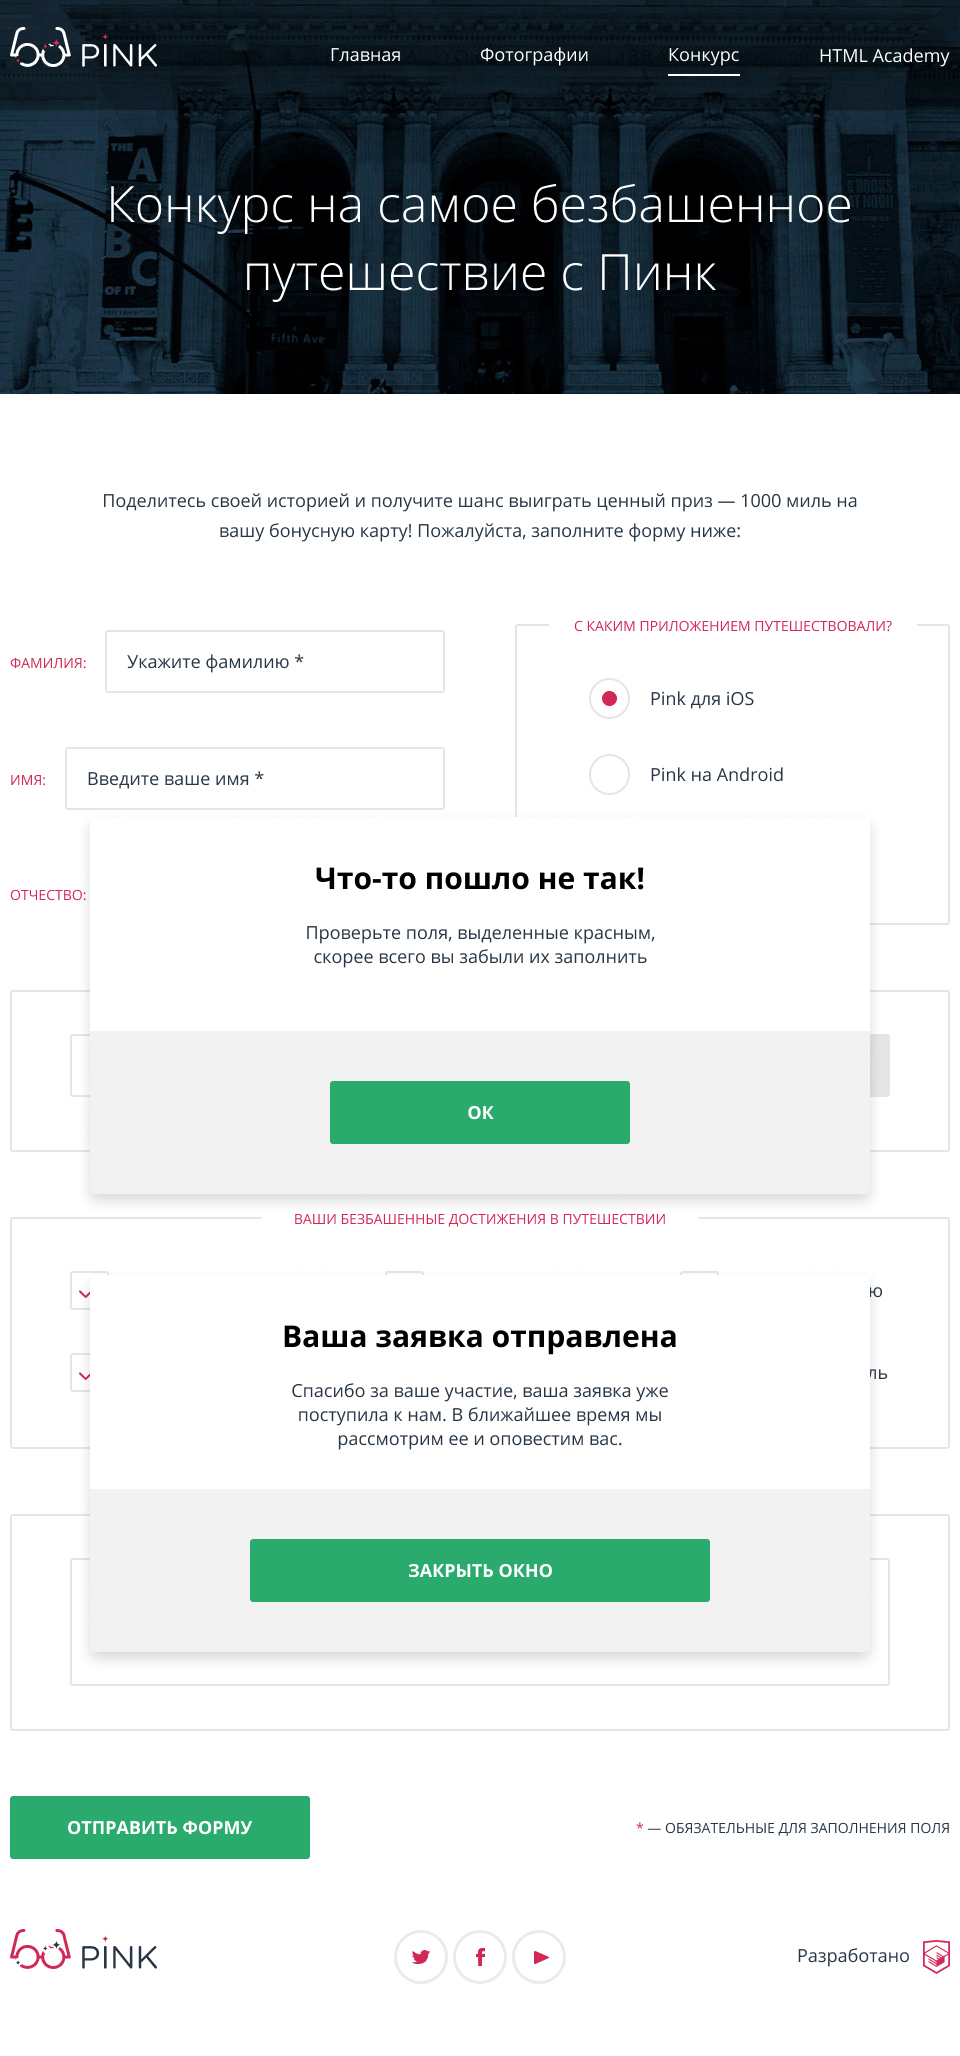 PINK
Главная
Фотографии
Конкурс
HTML Academy
THE
A
B
C
OF IT
Fifth Ave
Конкурс на самое безбашенное
путешествие с Пинк
Поделитесь своей историей и получите шанс выиграть ценный приз — 1000 миль на
вашу бонусную карту! Пожалуйста, заполните форму ниже:
ФАМИЛИЯ:
Укажите фамилию *
ИМЯ:
Введите ваше имя *
ОТЧЕСТВО:
С КАКИМ ПРИЛОЖЕНИЕМ ПУТЕШЕСТВОВАЛИ?
Pink для iOS
Pink на Android
Что-то пошло не так!
Проверьте поля, выделенные красным,
скорее всего вы забыли их заполнить
ОК
ВАШИ БЕЗБАШЕННЫЕ ДОСТИЖЕНИЯ В ПУТЕШЕСТВИИ
ю
ль
Ваша заявка отправлена
Спасибо за ваше участие, ваша заявка уже
поступила к нам. В ближайшее время мы
рассмотрим ее и оповестим вас.
ЗАКРЫТЬ ОКНО
ОТПРАВИТЬ ФОРМУ
* — ОБЯЗАТЕЛЬНЫЕ ДЛЯ ЗАПОЛНЕНИЯ ПОЛЯ
PINK
Разработано